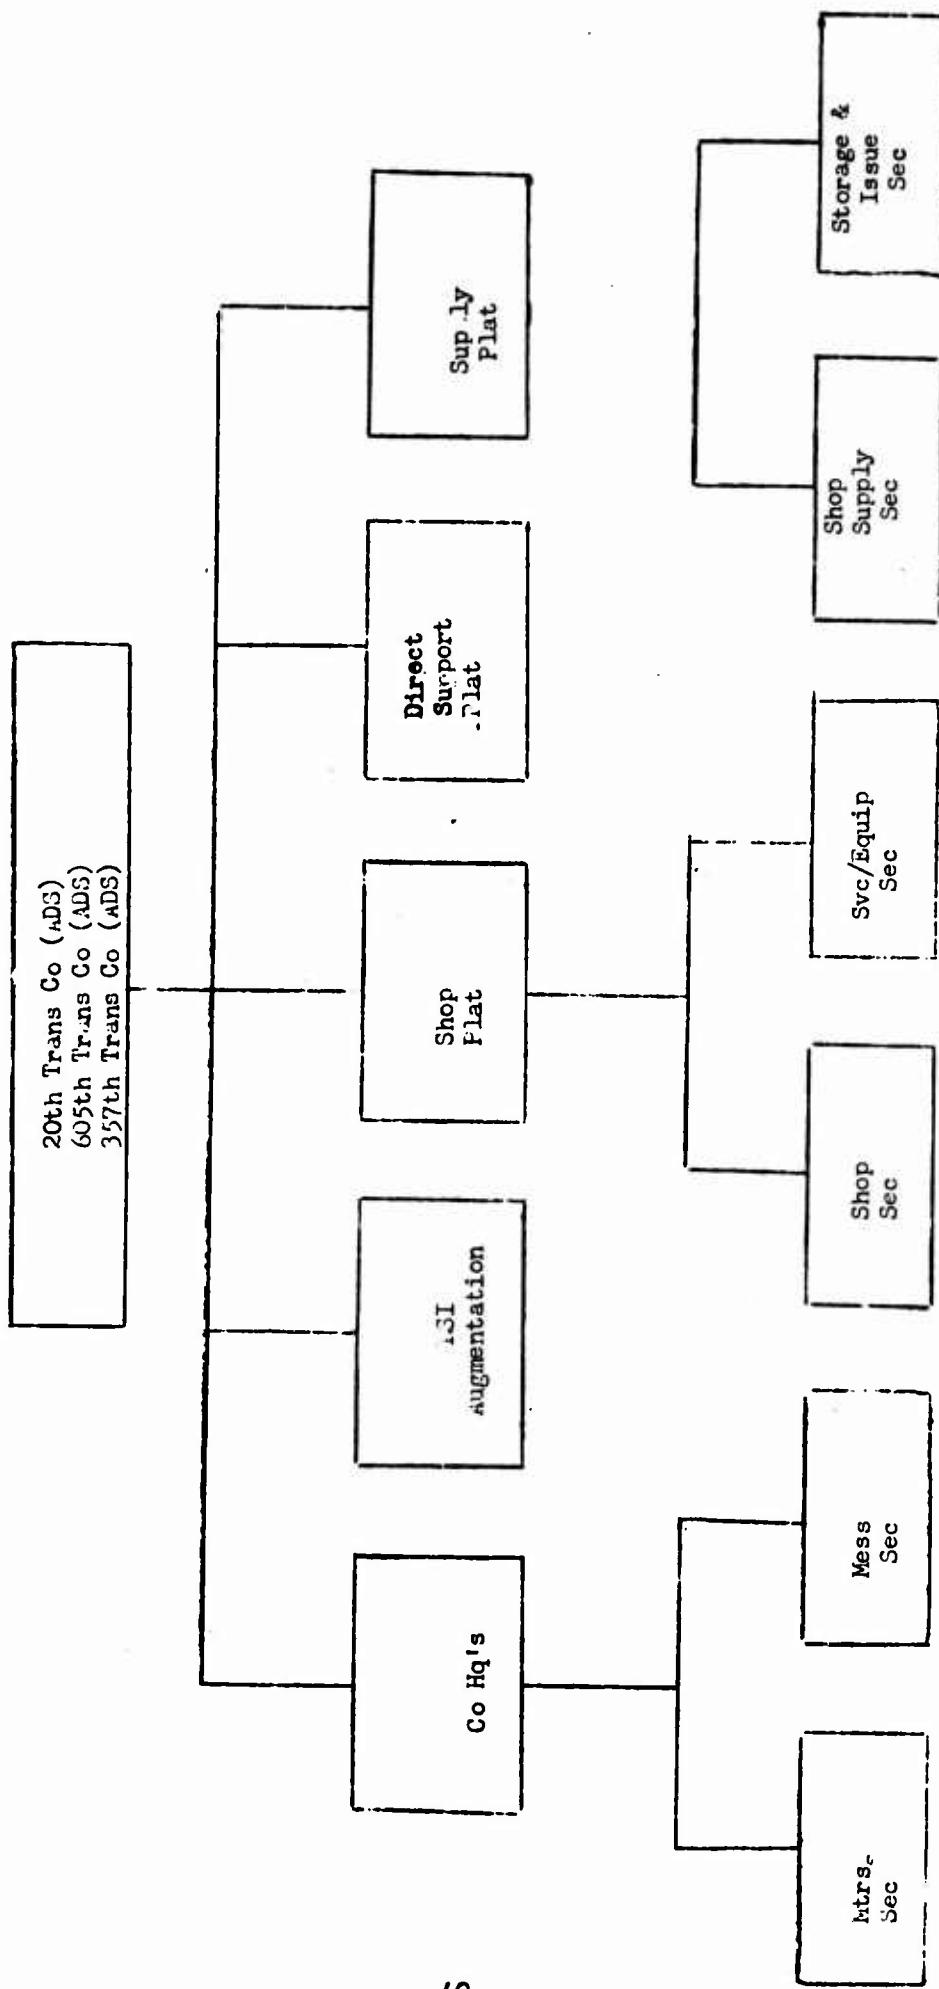 20th Trans Co (ADS)
605th Trans Co (ADS)
357th Trans Co (ADS)
Co Hq's
Augmentation
Shop
Plat
Direct
Support
Plat
Supply
Plat
Mtrs.
Sec
Mess
Sec
Shop
Sec
Svc/Equip
Sec
Shop
Supply
Sec
Storage &
Issue
Sec